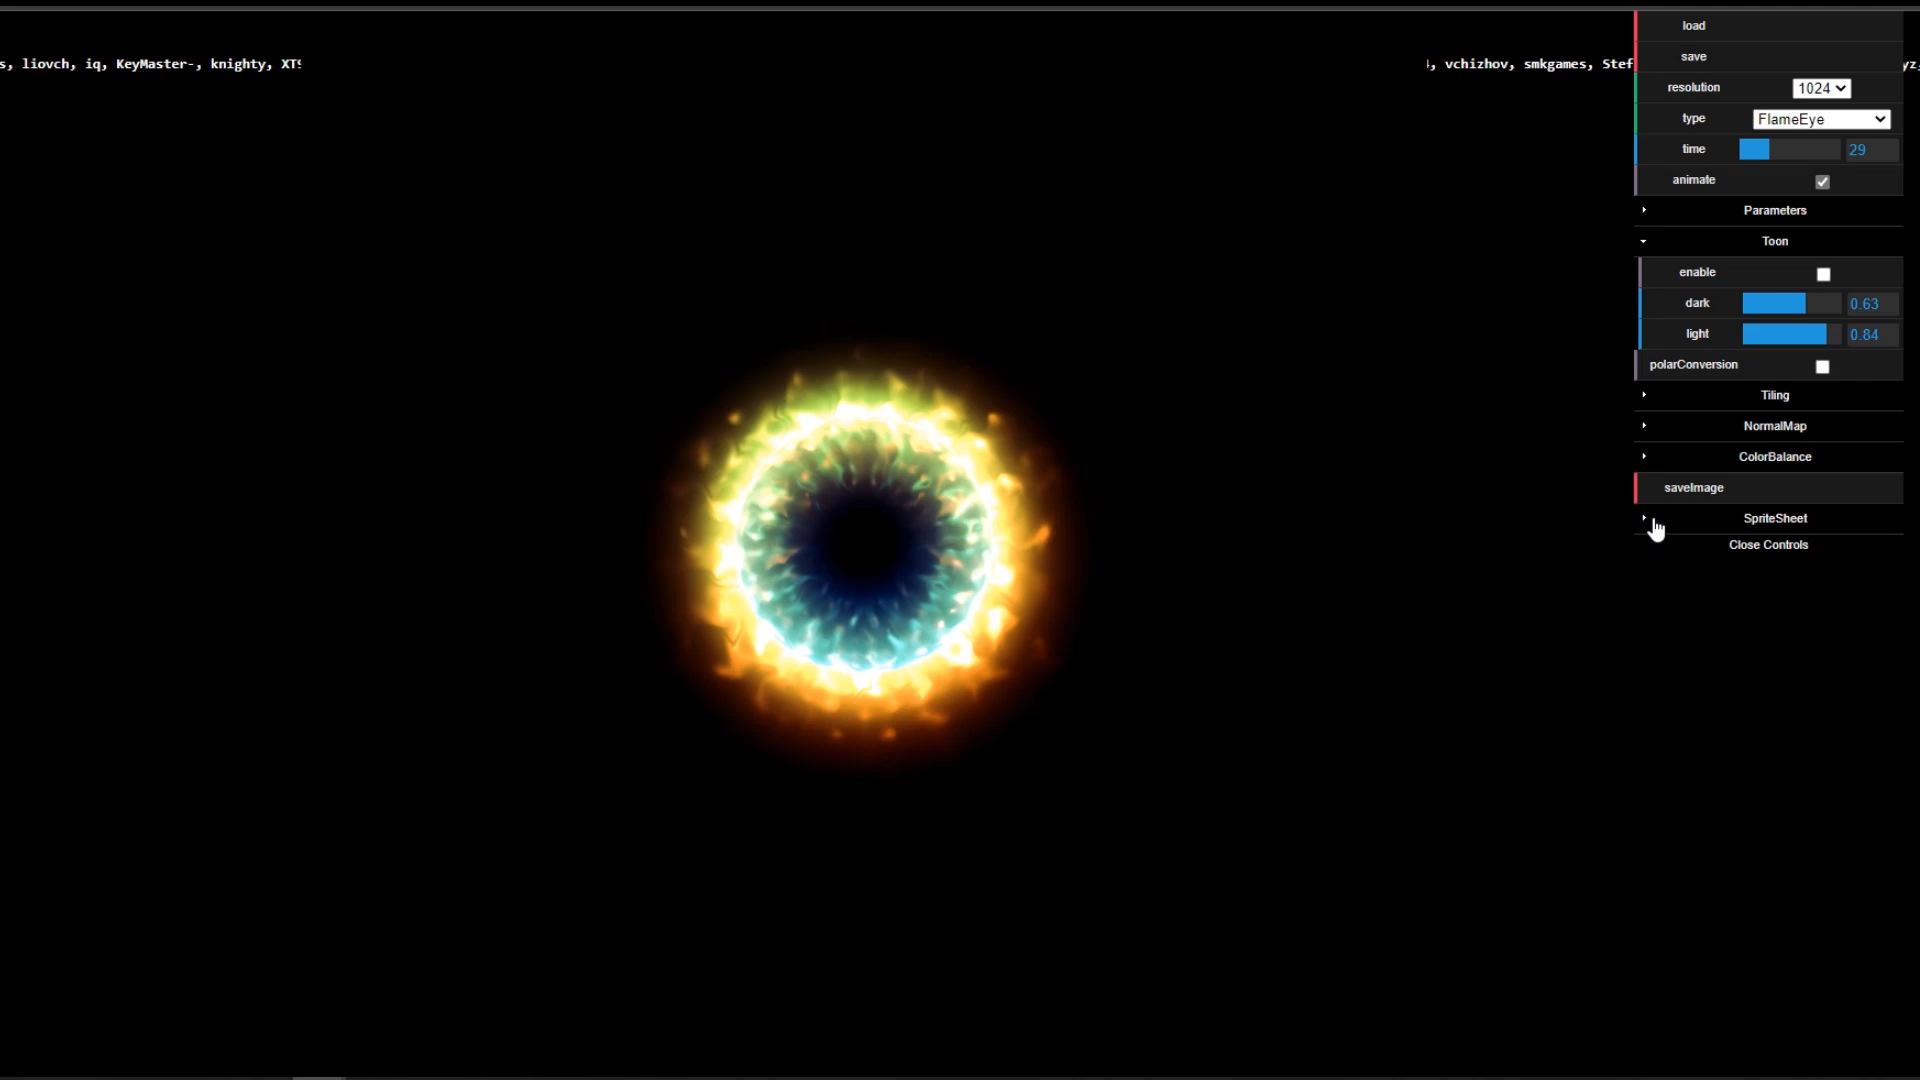 load
s, liovch, iq, KeyMaster-, knighty, vchizhov, smkgames, Stef
save
resolution 1024
type FlameEye
time 29
animate
Parameters
Toon
enable
dark 0.63
light 0.84
polarConversion
Tiling
NormalMap
ColorBalance
saveImage
SpriteSheet
Close Controls